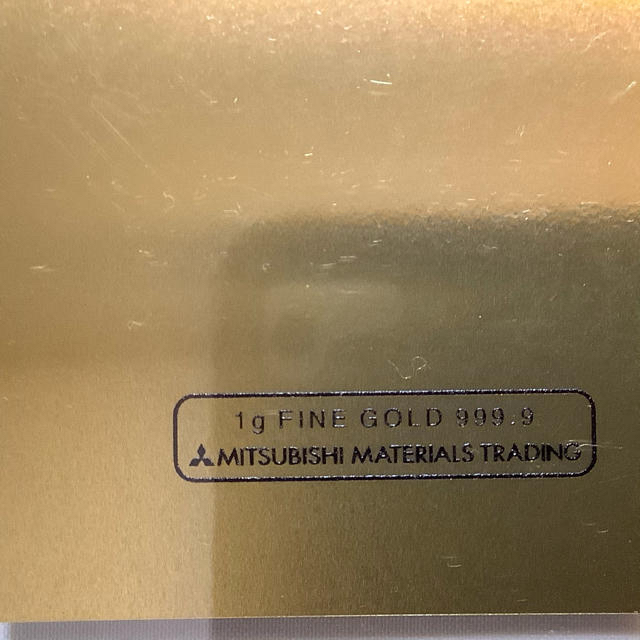 1g FINE GOLD 999.9
MITSUBISHI MATERIALS TRADING